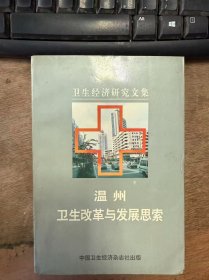 卫生经济研究文集
温州
卫生改革与发展思索
中国卫生经济杂志社出版